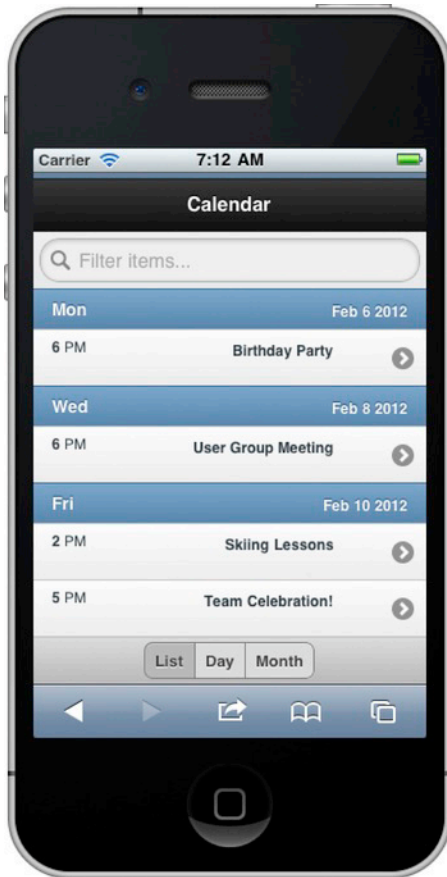 Carrier 7:12 AM
Calendar
Filter items...
Mon Feb 6 2012
6 PM Birthday Party
Wed Feb 8 2012
6 PM User Group Meeting
Fri Feb 10 2012
2 PM Skiing Lessons
5 PM Team Celebration!
List Day Month